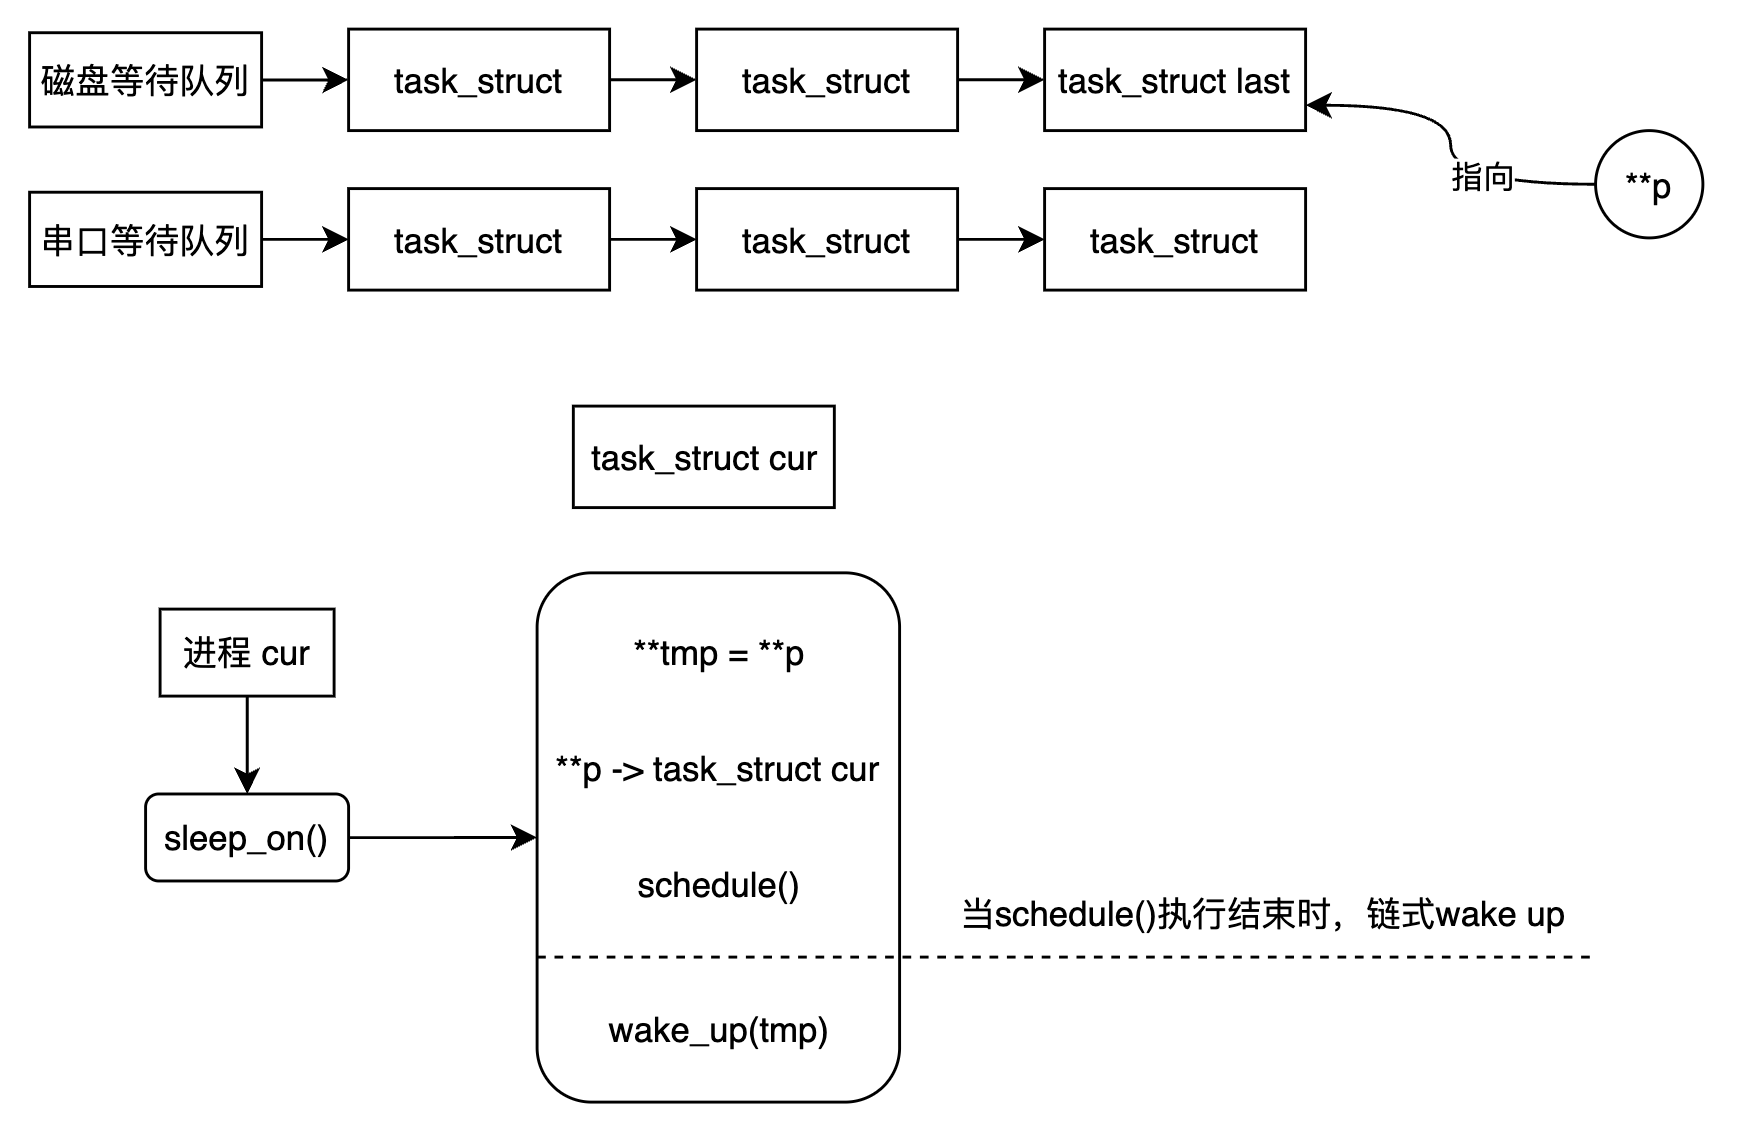 磁盘等待队列
task_struct
task_struct
task_struct last
指向
**p
串口等待队列
task_struct
task_struct
task_struct
task_struct cur
进程 cur
sleep_on()
**tmp = **p
**p -> task_struct cur
schedule()
当schedule()执行结束时，链式wake up
wake_up(tmp)